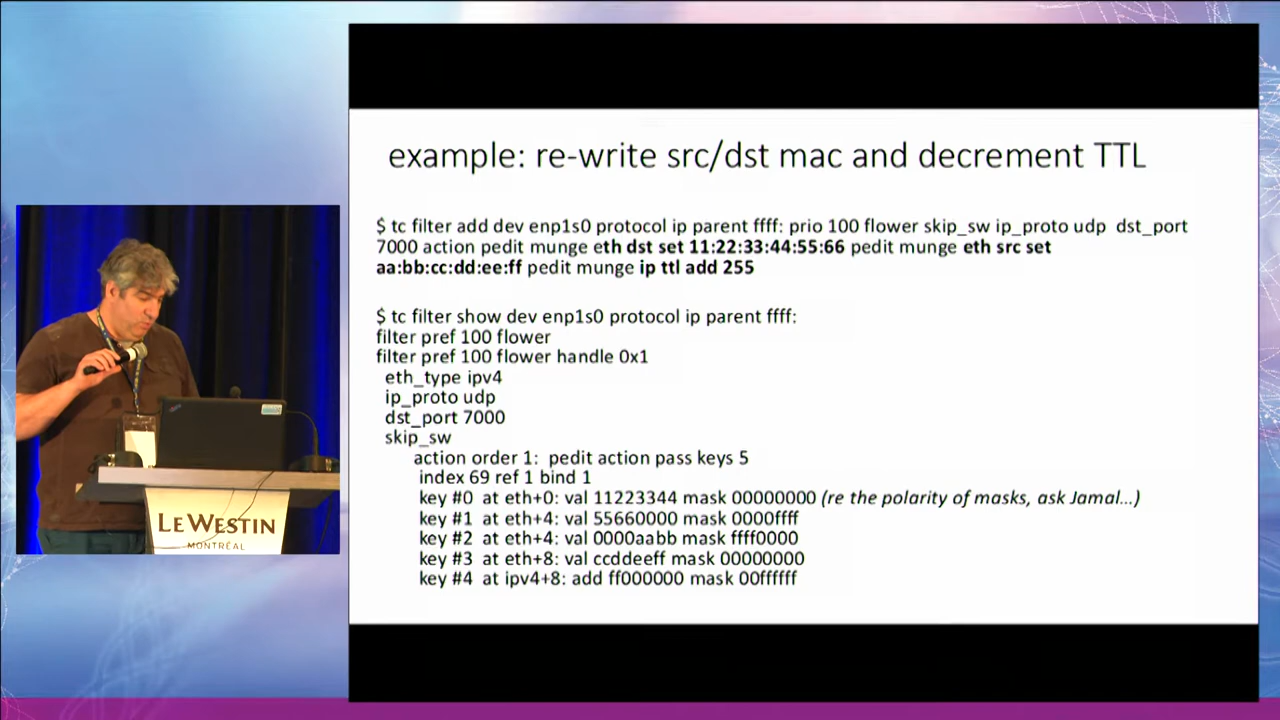 example: re-write src/dst mac and decrement TTL
$ tc filter add dev enp1s0 protocol ip parent ffff: prio 100 flower skip_sw ip_proto udp dst_port
7000 action pedit munge eth dst set 11:22:33:44:55:66 pedit munge eth src set
aa:bb:cc:dd:ee:ff pedit munge ip ttl add 255
$ tc filter show dev enp1s0 protocol ip parent ffff:
filter pref 100 flower
filter pref 100 flower handle 0x1
eth_type ipv4
ip_proto udp
dst_port 7000
skip_sw
action order 1: pedit action pass keys 5
index 69 ref 1 bind 1
key #0 at eth+0: val 11223344 mask 00000000 (re the polarity of masks, ask Jamal...)
key #1 at eth+4: val 55660000 mask 0000ffff
key #2 at eth+4: val 0000aabb mask ffff0000
key #3 at eth+8: val ccddeeff mask 00000000
key #4 at ipv4+8: add ff000000 mask 00ffffff
LE WESTIN
MONTRÉAL